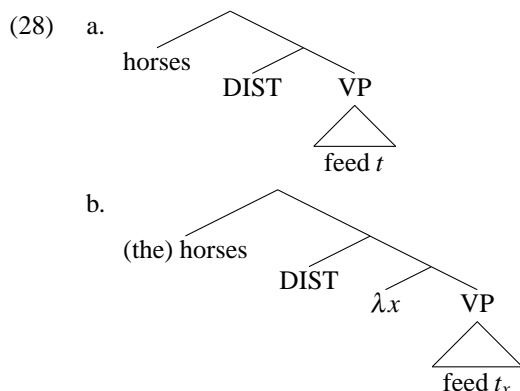 (28) a.
horses
DIST VP
feed t
b.
(the) horses
DIST
λx VP
feed tₓ